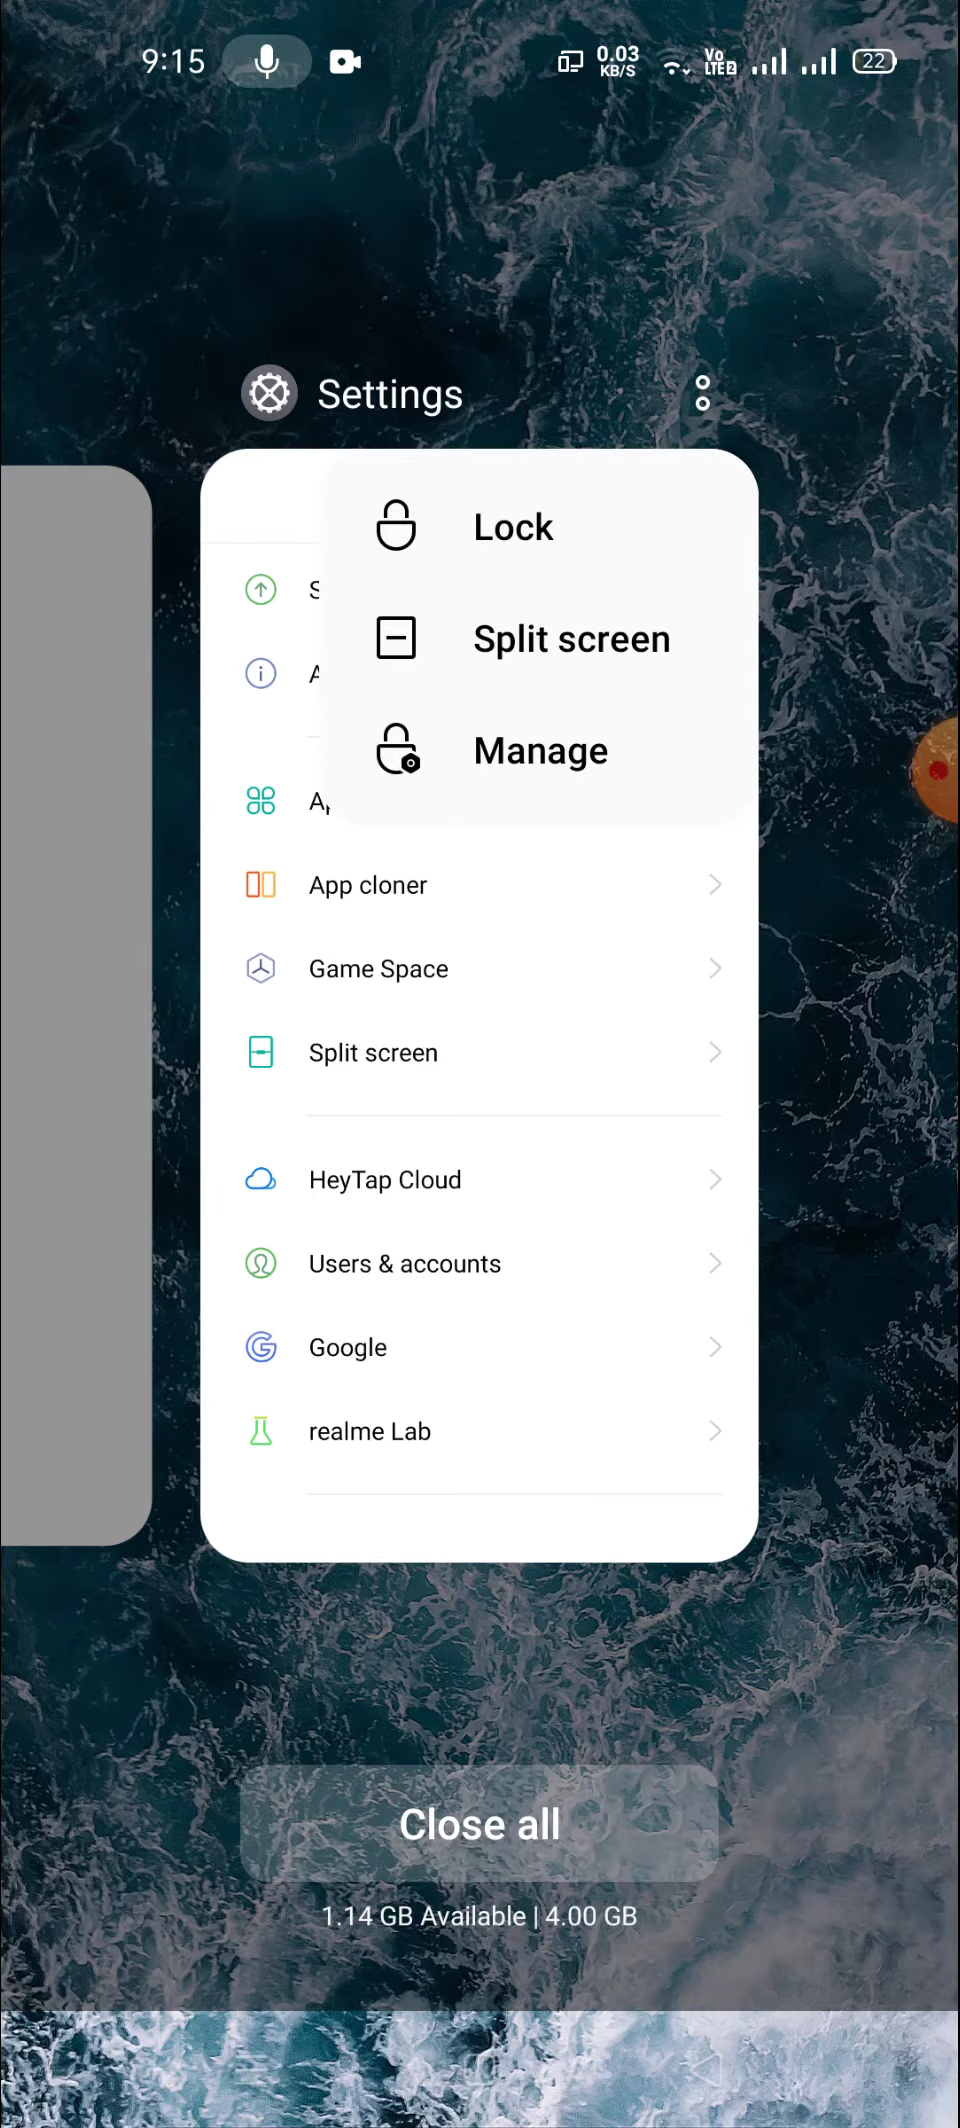 9:15 0.03 KB/S Vo LTE2 22
Settings
Lock
Split screen
Manage
App cloner
Game Space
Split screen
HeyTap Cloud
Users & accounts
Google
realme Lab
Close all
1.14 GB Available | 4.00 GB